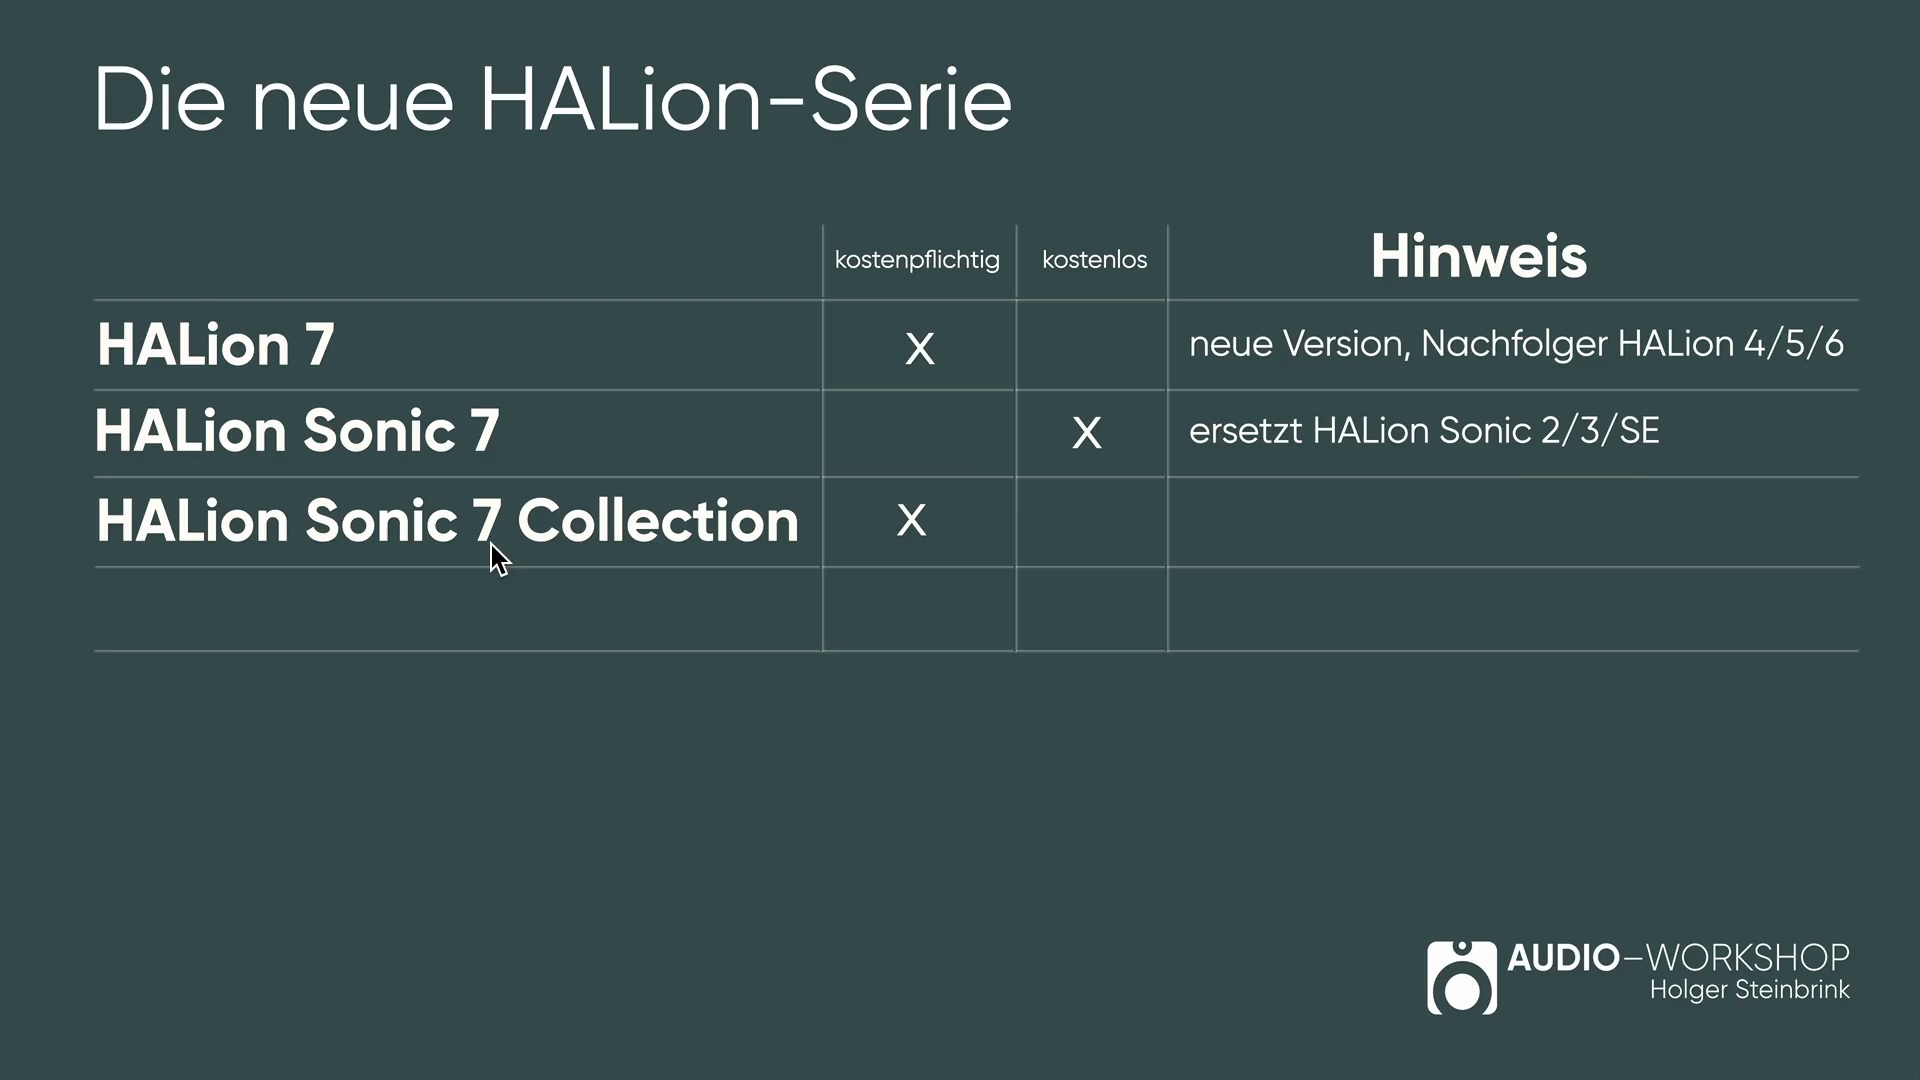 Die neue HALion-Serie
kostenpflichtig kostenlos Hinweis
HALion 7 X neue Version, Nachfolger HALion 4/5/6
HALion Sonic 7 X ersetzt HALion Sonic 2/3/SE
HALion Sonic 7 Collection X
AUDIO-WORKSHOP
Holger Steinbrink